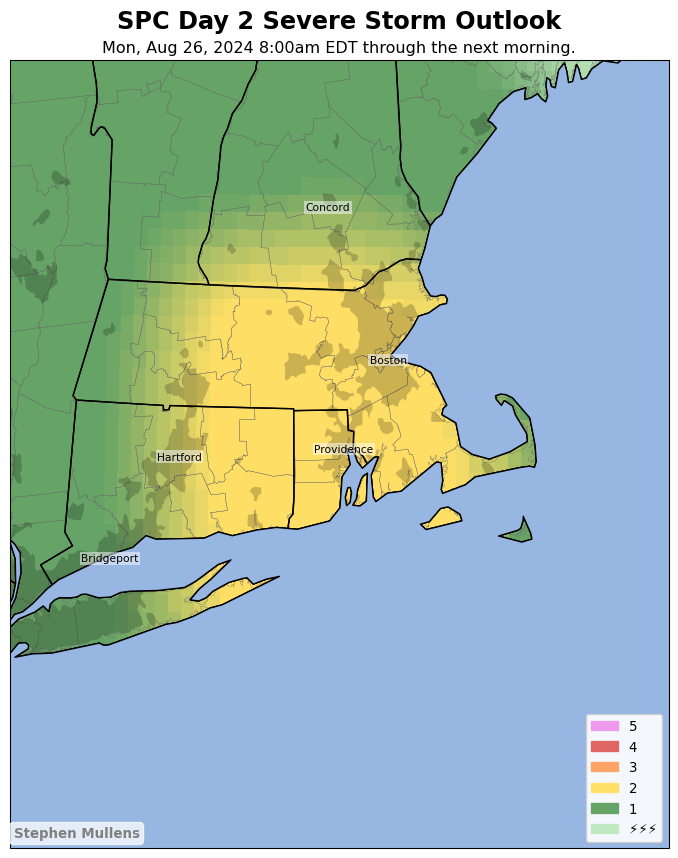 SPC Day 2 Severe Storm Outlook
Mon, Aug 26, 2024 8:00am EDT through the next morning.
Concord
Boston
Providence
Hartford
Bridgeport
5
4
3
2
1
⚡⚡⚡
Stephen Mullens